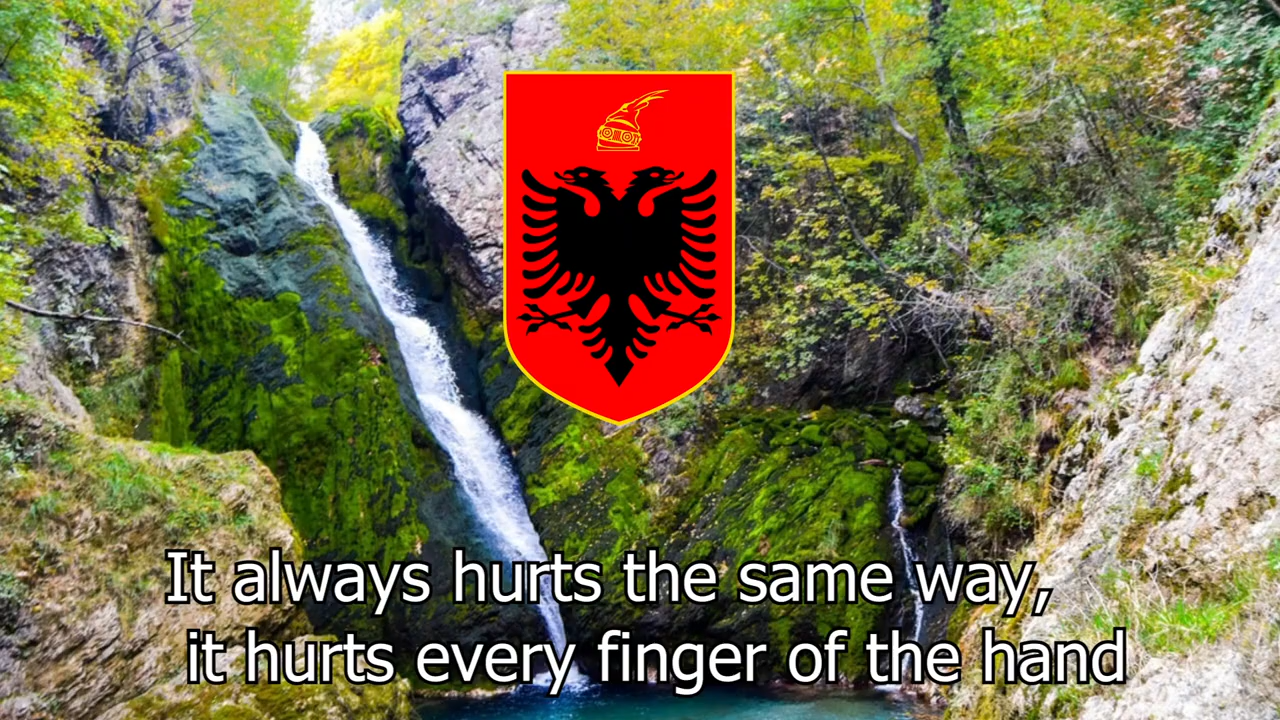 It always hurts the same way,
it hurts every finger of the hand